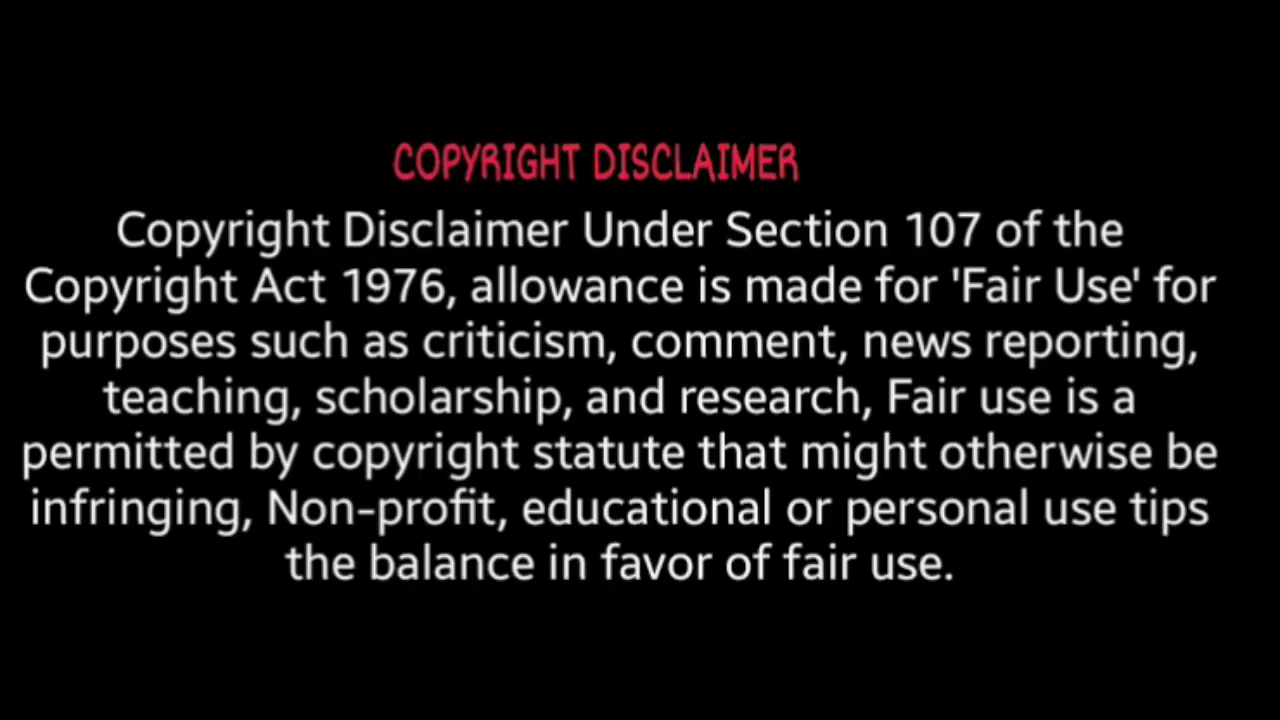 COPYRIGHT DISCLAIMER
Copyright Disclaimer Under Section 107 of the
Copyright Act 1976, allowance is made for 'Fair Use' for
purposes such as criticism, comment, news reporting,
teaching, scholarship, and research, Fair use is a
permitted by copyright statute that might otherwise be
infringing, Non-profit, educational or personal use tips
the balance in favor of fair use.